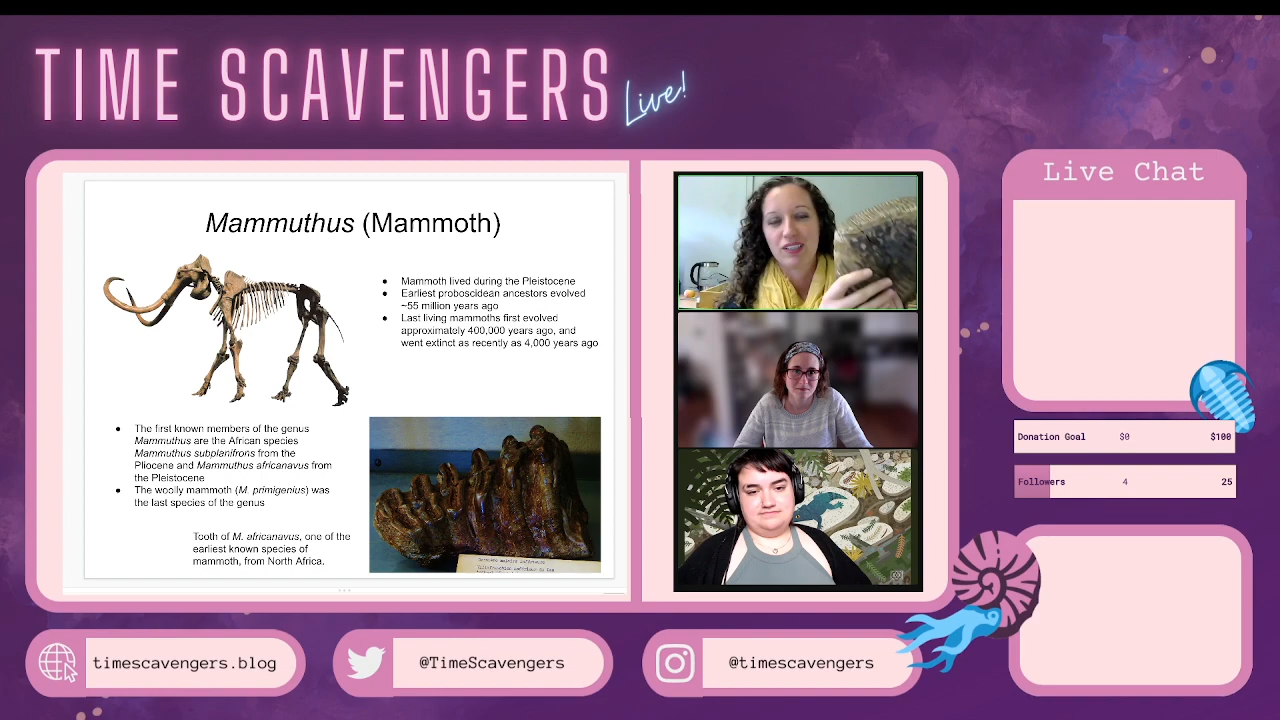 TIME SCAVENGERS
Live!
Mammuthus (Mammoth)
Mammoth lived during the Pleistocene
Earliest proboscidean ancestors evolved
~55 million years ago
Last living mammoths first evolved
approximately 400,000 years ago, and
went extinct as recently as 4,000 years ago
The first known members of the genus
Mammuthus are the African species
Mammuthus subplanifrons from the
Pliocene and Mammuthus africanavus from
the Pleistocene
The woolly mammoth (M. primigenius) was
the last species of the genus
Tooth of M. africanavus, one of the
earliest known species of
mammoth, from North Africa.
Live Chat
Donation Goal $0 $100
Followers 4 25
timescavengers.blog
@TimeScavengers
@timescavengers